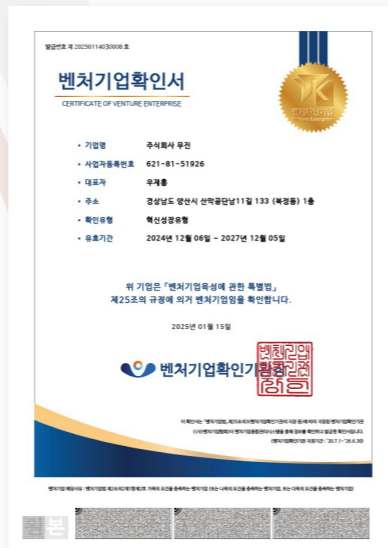 발급번호 제 20250114030008 호
벤처기업확인서
CERTIFICATE OF VENTURE ENTERPRISE
벤처확인기업
Venture Enterprise
• 기업명 주식회사 무진
• 사업자등록번호 621-81-51926
• 대표자 우재홍
• 주소 경상남도 양산시 산막공단남11길 133 (북정동) 1층
• 확인유형 혁신성장유형
• 유효기간 2024년 12월 06일 ~ 2027년 12월 05일
위 기업은 「벤처기업육성에 관한 특별법」
제25조의 규정에 의거 벤처기업임을 확인합니다.
2025년 01월 15일
벤처기업확인기관장